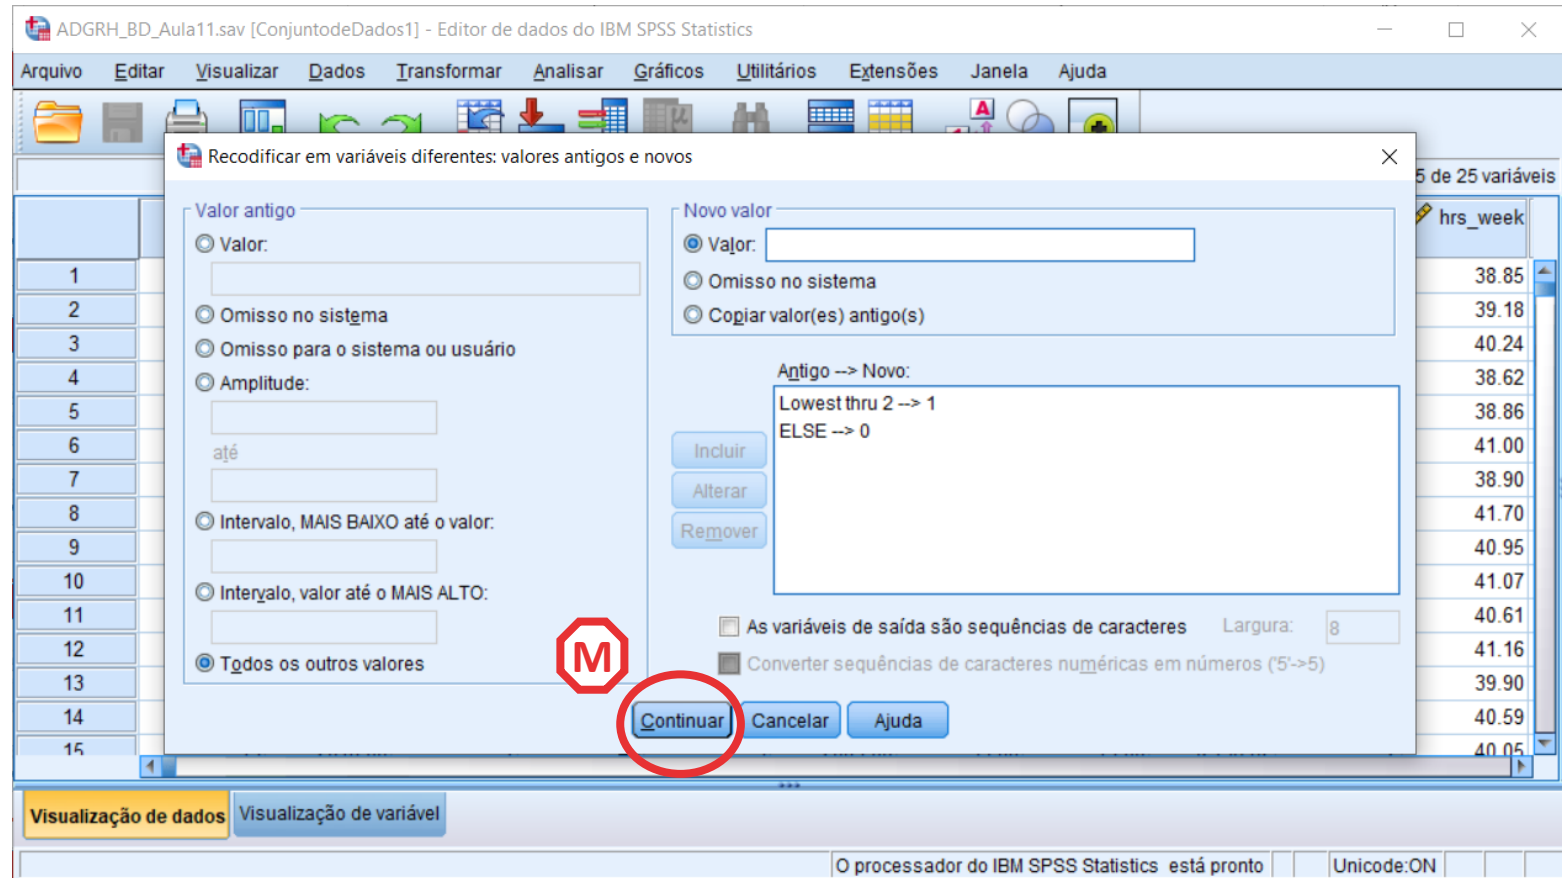 ADGRH_BD_Aula11.sav [ConjuntodeDados1] - Editor de dados do IBM SPSS Statistics
Arquivo Editar Visualizar Dados Transformar Analisar Gráficos Utilitários Extensões Janela Ajuda
Recodificar em variáveis diferentes: valores antigos e novos
5 de 25 variáveis
hrs_week
Valor antigo
Valor:
Omisso no sistema
Omisso para o sistema ou usuário
Amplitude:
até
Intervalo, MAIS BAIXO até o valor:
Intervalo, valor até o MAIS ALTO:
Todos os outros valores
Novo valor
Valor:
Omisso no sistema
Copiar valor(es) antigo(s)
Antigo --> Novo:
Lowest thru 2 --> 1
ELSE --> 0
Incluir
Alterar
Remover
As variáveis de saída são sequências de caracteres Largura: 8
Converter sequências de caracteres numéricas em números ('5'->5)
M
Continuar Cancelar Ajuda
1 38.85
2 39.18
3 40.24
4 38.62
5 38.86
6 41.00
7 38.90
8 41.70
9 40.95
10 41.07
11 40.61
12 41.16
13 39.90
14 40.59
15 40.05
Visualização de dados Visualização de variável
O processador do IBM SPSS Statistics está pronto Unicode:ON